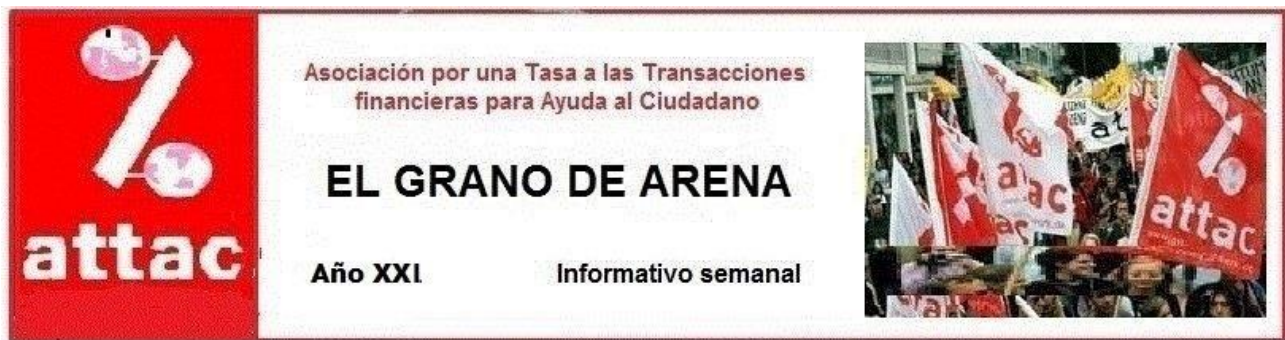 attac
Asociación por una Tasa a las Transacciones
financieras para Ayuda al Ciudadano
EL GRANO DE ARENA
Año XXI
Informativo semanal
attac
attac